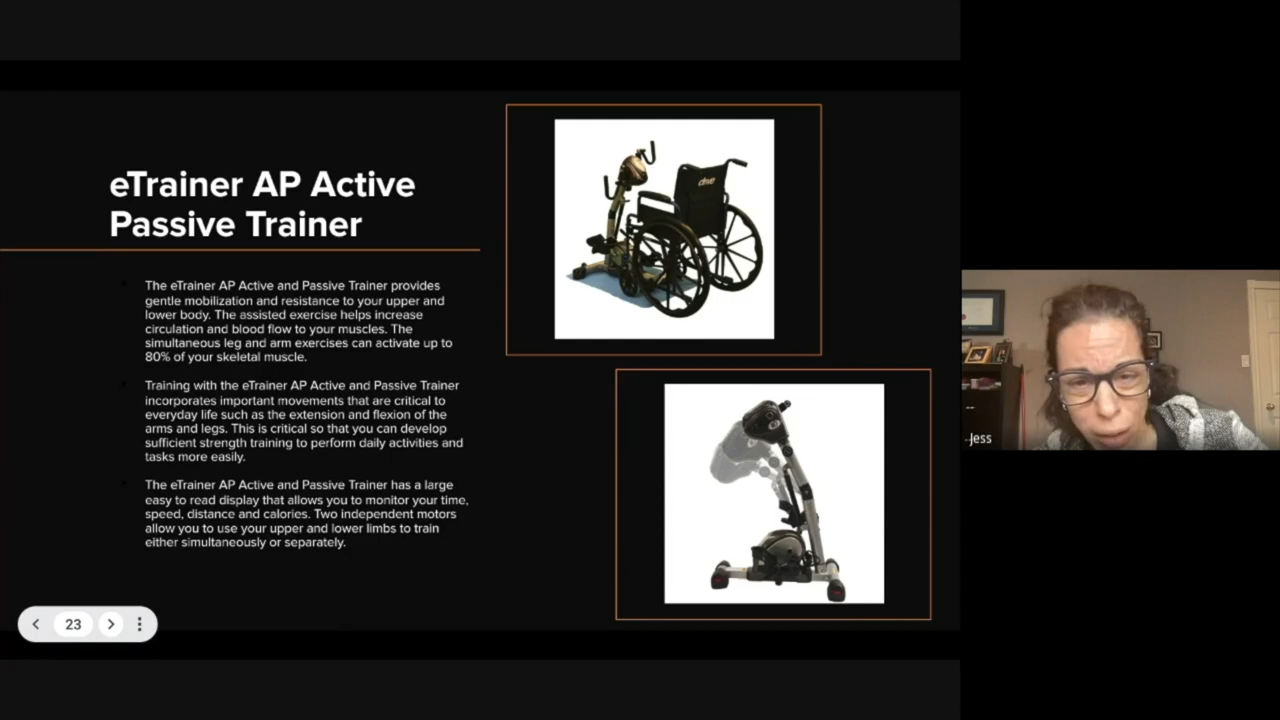 eTrainer AP Active
Passive Trainer
The eTrainer AP Active and Passive Trainer provides
gentle mobilization and resistance to your upper and
lower body. The assisted exercise helps increase
circulation and blood flow to your muscles. The
simultaneous leg and arm exercises can activate up to
80% of your skeletal muscle.
Training with the eTrainer AP Active and Passive Trainer
incorporates important movements that are critical to
everyday life such as the extension and flexion of the
arms and legs. This is critical so that you can develop
sufficient strength training to perform daily activities and
tasks more easily.
The eTrainer AP Active and Passive Trainer has a large
easy to read display that allows you to monitor your time,
speed, distance and calories. Two independent motors
allow you to use your upper and lower limbs to train
either simultaneously or separately.
23
drive
Jess